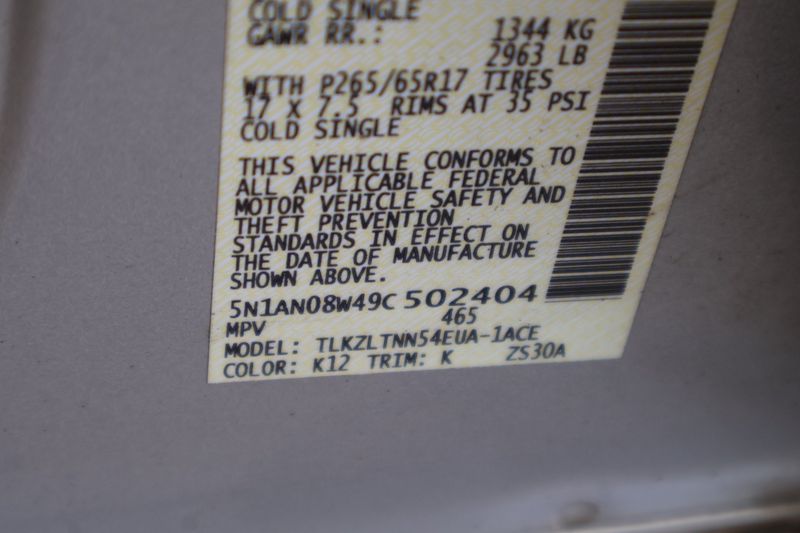 COLD SINGLE
GAWR RR.: 1344 KG
2963 LB
WITH P265/65R17 TIRES
17 X 7.5 RIMS AT 35 PSI
COLD SINGLE
THIS VEHICLE CONFORMS TO
ALL APPLICABLE FEDERAL
MOTOR VEHICLE SAFETY AND
THEFT PREVENTION
STANDARDS IN EFFECT ON
THE DATE OF MANUFACTURE
SHOWN ABOVE.
5N1AN08W49C 502404
MPV 465
MODEL: TLKZLTNN54EUA-1ACE
COLOR: K12 TRIM: K ZS30A